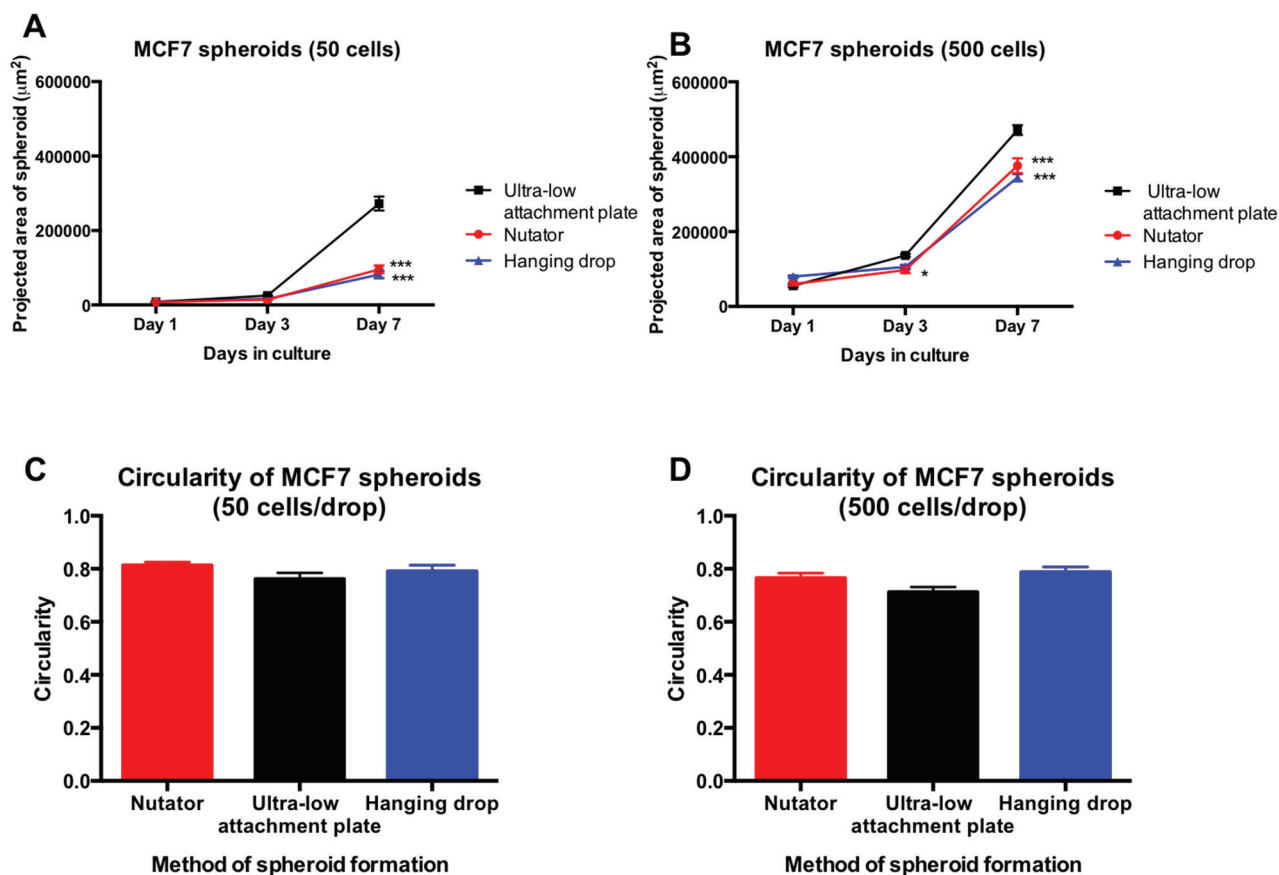 A
MCF7 spheroids (50 cells)
Projected area of spheroid (μm²)
600000
400000
200000
0
Day 1
Day 3
Day 7
Days in culture
***
***
Ultra-low
attachment plate
Nutator
Hanging drop
B
MCF7 spheroids (500 cells)
Projected area of spheroid (μm²)
600000
400000
200000
0
Day 1
Day 3
Day 7
Days in culture
*
***
***
Ultra-low
attachment plate
Nutator
Hanging drop
C
Circularity of MCF7 spheroids
(50 cells/drop)
Circularity
1.0
0.8
0.6
0.4
0.2
0.0
Nutator
Ultra-low
attachment plate
Hanging drop
Method of spheroid formation
D
Circularity of MCF7 spheroids
(500 cells/drop)
Circularity
1.0
0.8
0.6
0.4
0.2
0.0
Nutator
Ultra-low
attachment plate
Hanging drop
Method of spheroid formation